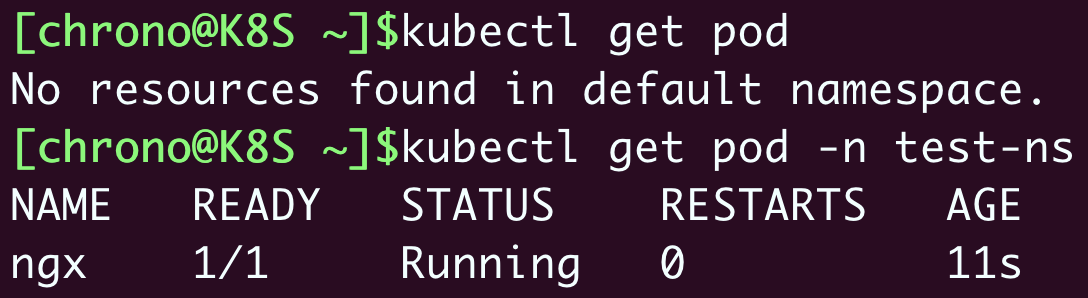 [chrono@K8S ~]$kubectl get pod
No resources found in default namespace.
[chrono@K8S ~]$kubectl get pod -n test-ns
NAME   READY   STATUS    RESTARTS   AGE
ngx    1/1     Running   0          11s